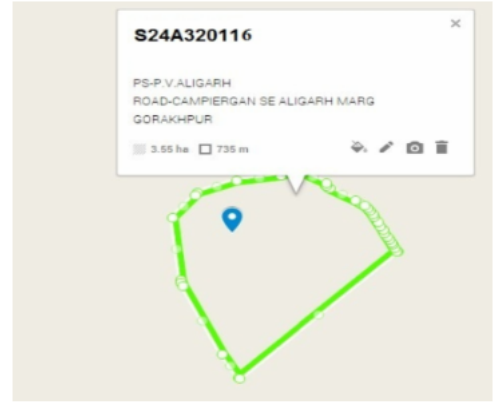 S24A320116
PS-P.V.ALIGARH
ROAD-CAMPIERGAN SE ALIGARH MARG
GORAKHPUR
3.55 ha 735 m